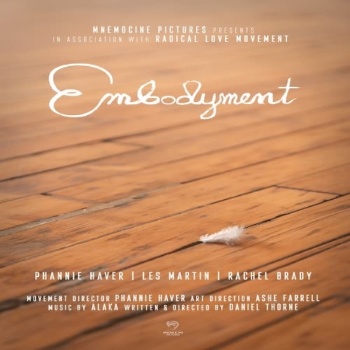 MNEMOCINE PICTURES PRESENTS
IN ASSOCIATION WITH RADICAL LOVE MOVEMENT
Embodyment
PHANNIE HAVER | LES MARTIN | RACHEL BRADY
MOVEMENT DIRECTOR PHANNIE HAVER ART DIRECTION ASHE FARRELL
MUSIC BY ALAKA WRITTEN & DIRECTED BY DANIEL THORNE